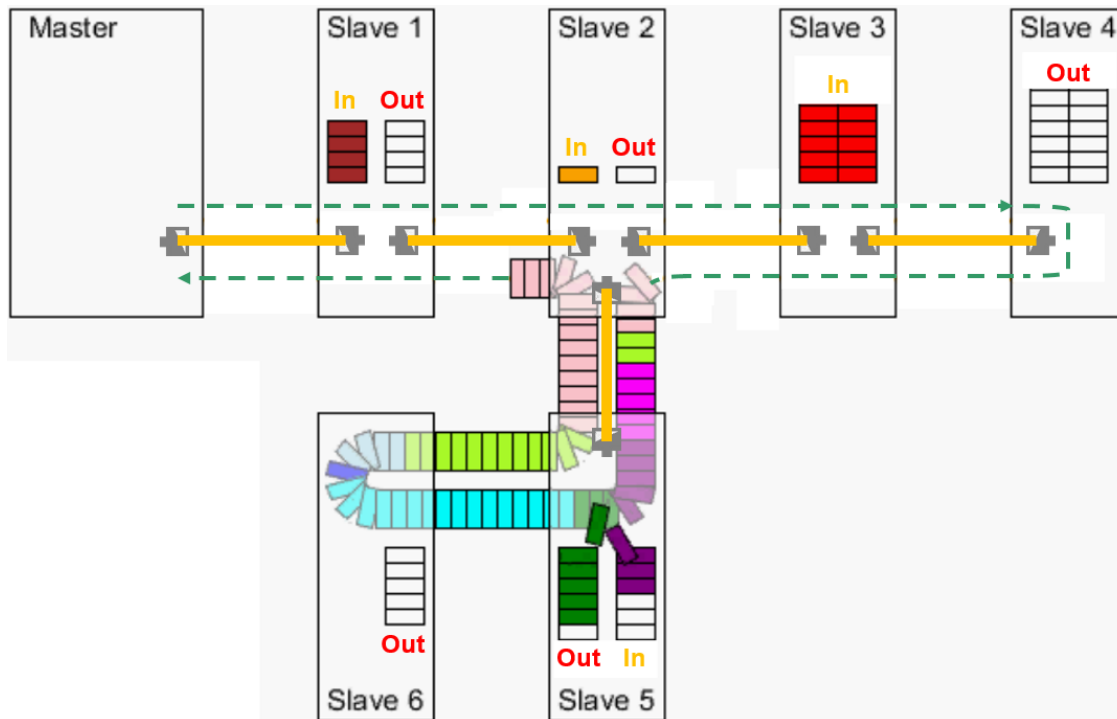 Master
Slave 1
Slave 2
Slave 3
Slave 4
In
Out
In
Out
In
Out
Out
Out
In
Slave 6
Slave 5